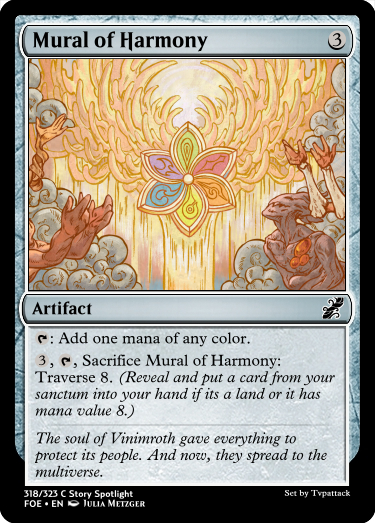 Mural of Harmony 3
Artifact
: Add one mana of any color.
3, , Sacrifice Mural of Harmony:
Traverse 8. (Reveal and put a card from your
sanctum into your hand if its a land or it has
mana value 8.)
The soul of Vinimroth gave everything to
protect its people. And now, they spread to the
multiverse.
318/323 C Story Spotlight
FOE • EN Julia Metzger
Set by Tvpattack